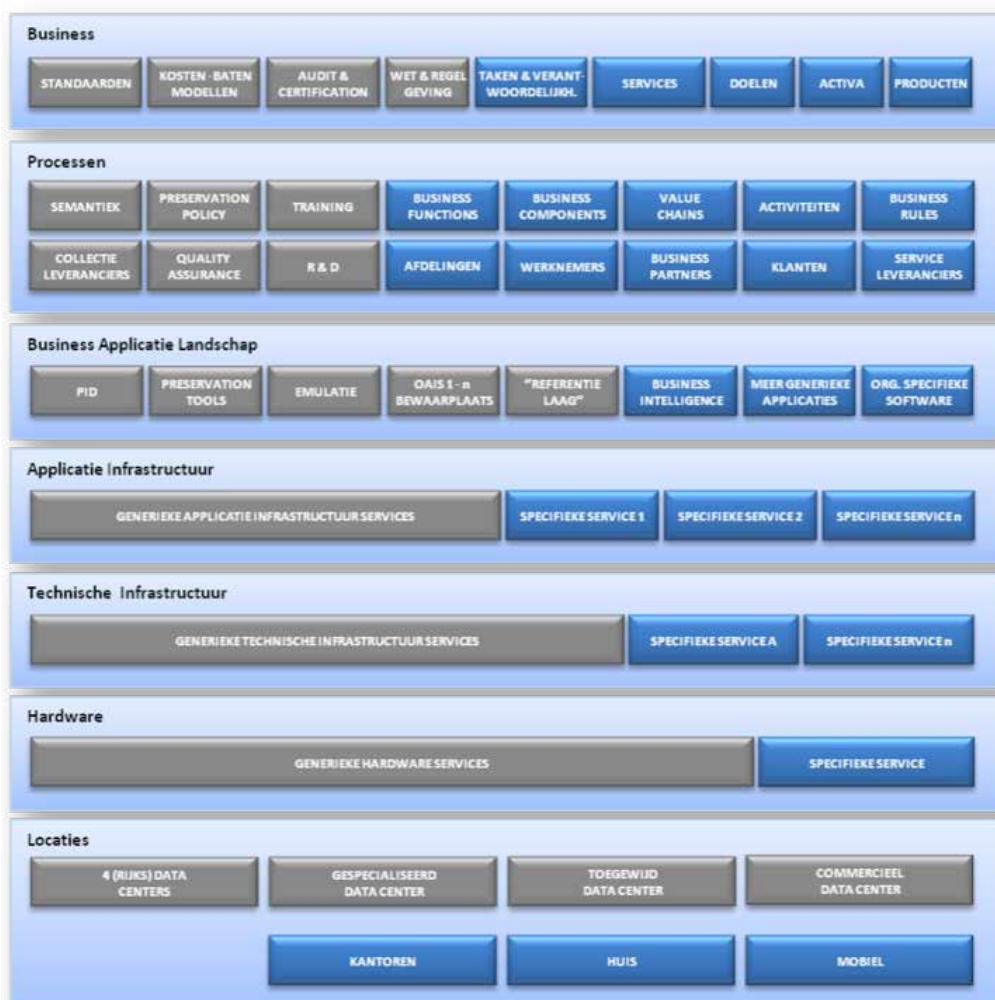 Business
STANDAARDEN
KOSTEN - BATEN
MODELLEN
AUDIT &
CERTIFICATION
WET & REGEL
GEVING
TAKEN & VERANT-
WOORDELIJKH.
SERVICES
DOELEN
ACTIVA
PRODUCTEN
Processen
SEMANTIEK
PRESERVATION
POLICY
TRAINING
BUSINESS
FUNCTIONS
BUSINESS
COMPONENTS
VALUE
CHAINS
ACTIVITEITEN
BUSINESS
RULES
COLLECTIE
LEVERANCIERS
QUALITY
ASSURANCE
R & D
AFDELINGEN
WERKNEMERS
BUSINESS
PARTNERS
KLANTEN
SERVICE
LEVERANCIERS
Business Applicatie Landschap
PID
PRESERVATION
TOOLS
EMULATIE
OAIS 1 - n
BEWAARPLAATS
"REFERENTIE
LAAG"
BUSINESS
INTELLIGENCE
MEER GENERIEKE
APPLICATIES
ORG. SPECIFIEKE
SOFTWARE
Applicatie Infrastructuur
GENERIEKE APPLICATIE INFRASTRUCTUUR SERVICES
SPECIFIEKE SERVICE 1
SPECIFIEKE SERVICE 2
SPECIFIEKE SERVICE n
Technische Infrastructuur
GENERIEKE TECHNISCHE INFRASTRUCTUUR SERVICES
SPECIFIEKE SERVICE A
SPECIFIEKE SERVICE n
Hardware
GENERIEKE HARDWARE SERVICES
SPECIFIEKE SERVICE
Locaties
4 (RIJKS) DATA
CENTERS
GESPECIALISEERD
DATA CENTER
TOEGEWIJD
DATA CENTER
COMMERCIEEL
DATA CENTER
KANTOREN
HUIS
MOBIEL